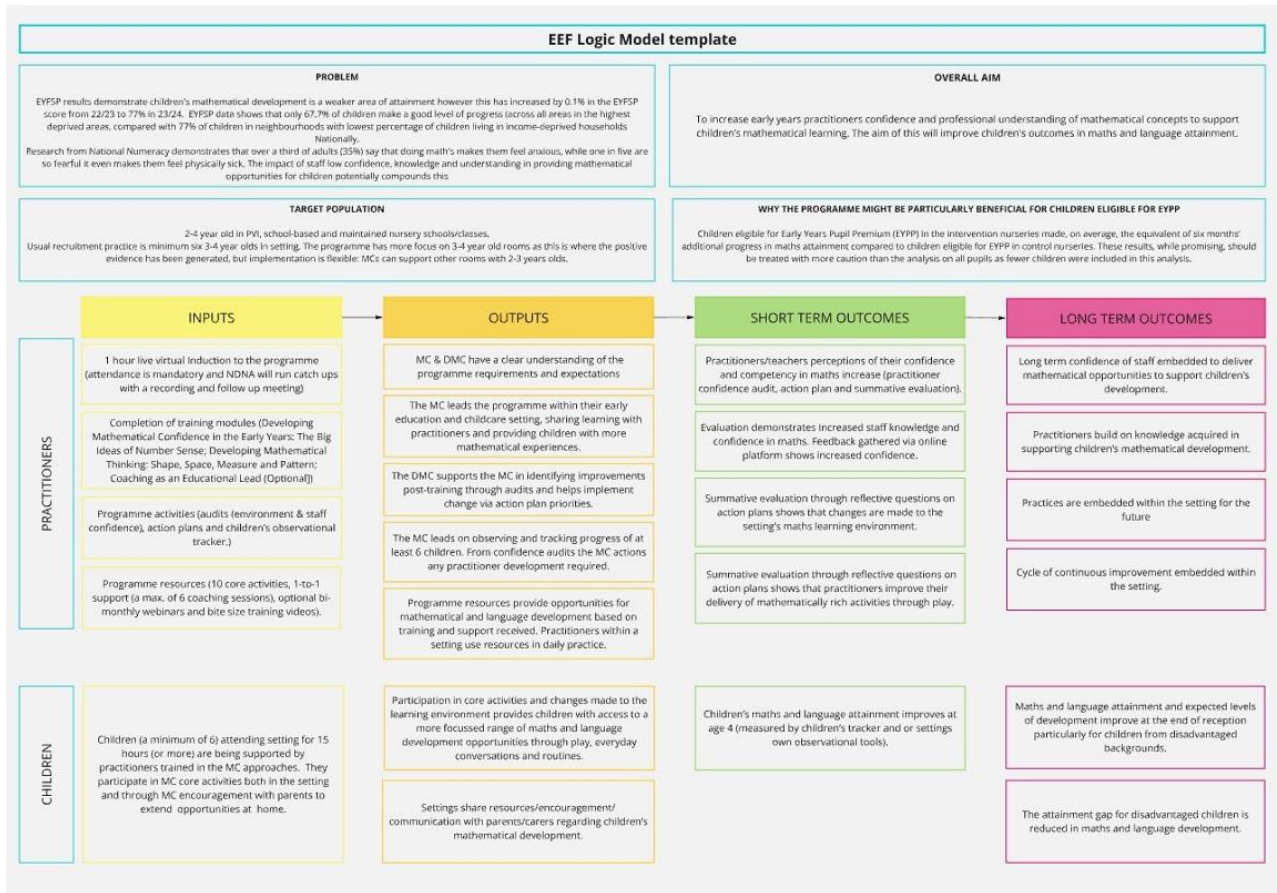 EEF Logic Model template
PROBLEM
EYFSP results demonstrate children's mathematical development is a weaker area of attainment however this has increased by 0.1% in the EYFSP
score from 22/23 to 77% in 23/24. EYFSP data shows that only 67.7% of children make a good level of progress (across all areas in the highest
deprived areas, compared with 77% of children in neighbourhoods with lowest percentage of children living in income-deprived households
Nationally.
Research from National Numeracy demonstrates that over a third of adults (35%) say that doing math's makes them feel anxious, while one in five are
so fearful it even makes them feel physically sick. The impact of staff low confidence, knowledge and understanding in providing mathematical
opportunities for children potentially compounds this
OVERALL AIM
To increase early years practitioners confidence and professional understanding of mathematical concepts to support
children's mathematical learning. The aim of this will improve children's outcomes in maths and language attainment.
TARGET POPULATION
2-4 year old in PVI, school-based and maintained nursery schools/classes.
Usual recruitment practice is minimum six 3-4 year olds in setting. The programme has more focus on 3-4 year old rooms as this is where the positive
evidence has been generated, but implementation is flexible: MCs can support other rooms with 2-3 years olds.
WHY THE PROGRAMME MIGHT BE PARTICULARLY BENEFICIAL FOR CHILDREN ELIGIBLE FOR EYPP
Children eligible for Early Years Pupil Premium (EYPP) in the intervention nurseries made, on average, the equivalent of six months'
additional progress in maths attainment compared to children eligible for EYPP in control nurseries. These results, while promising, should
be treated with more caution than the analysis on all pupils as fewer children were included in this analysis.
INPUTS
OUTPUTS
SHORT TERM OUTCOMES
LONG TERM OUTCOMES
PRACTITIONERS
1 hour live virtual Induction to the programme
(attendance is mandatory and NDNA will run catch ups
with a recording and follow up meeting)
Completion of training modules (Developing
Mathematical Confidence in the Early Years: The Big
Ideas of Number Sense; Developing Mathematical
Thinking: Shape, Space, Measure and Pattern;
Coaching as an Educational Lead (Optional])
Programme activities (audits (environment & staff
confidence), action plans and children's observational
tracker.)
Programme resources (10 core activities, 1-to-1
support (a max. of 6 coaching sessions), optional bi-
monthly webinars and bite size training videos).
MC & DMC have a clear understanding of the
programme requirements and expectations
The MC leads the programme within their early
education and childcare setting, sharing learning with
practitioners and providing children with more
mathematical experiences.
The DMC supports the MC in identifying improvements
post-training through audits and helps implement
change via action plan priorities.
The MC leads on observing and tracking progress of at
least 6 children. From confidence audits the MC actions
any practitioner development required.
Programme resources provide opportunities for
mathematical and language development based on
training and support received. Practitioners within a
setting use resources in daily practice.
Practitioners/teachers perceptions of their confidence
and competency in maths increase (practitioner
confidence audit, action plan and summative evaluation).
Evaluation demonstrates Increased staff knowledge and
confidence in maths. Feedback gathered via online
platform shows increased confidence.
Summative evaluation through reflective questions on
action plans shows that changes are made to the
setting's maths learning environment.
Summative evaluation through reflective questions on
action plans shows that practitioners improve their
delivery of mathematically rich activities through play.
Long term confidence of staff embedded to deliver
mathematical opportunities to support children's
development.
Practitioners build on knowledge acquired in
supporting children's mathematical development.
Practices are embedded within the setting for the
future
Cycle of continuous improvement embedded within
the setting.
CHILDREN
Children (a minimum of 6) attending setting for 15
hours (or more) are being supported by
practitioners trained in the MC approaches. They
participate in MC core activities both in the setting
and through MC encouragement with parents to
extend opportunities at home.
Participation in core activities and changes made to the
learning environment provides children with access to a
more focussed range of maths and language
development opportunities through play, everyday
conversations and routines.
Settings share resources/encouragement/
communication with parents/carers regarding children's
mathematical development.
Children's maths and language attainment improves at
age 4 (measured by children's tracker and or settings
own observational tools).
Maths and language attainment and expected levels
of development improve at the end of reception
particularly for children from disadvantaged
backgrounds.
The attainment gap for disadvantaged children is
reduced in maths and language development.